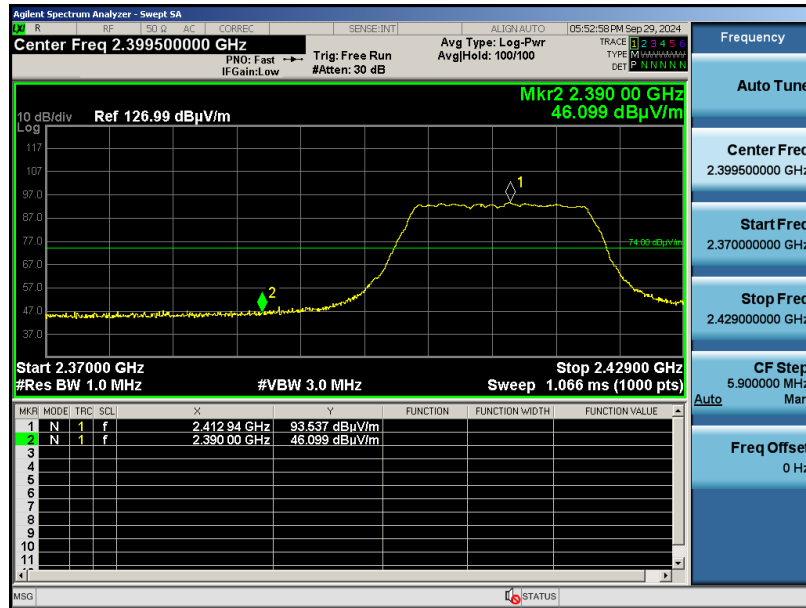 Agilent Spectrum Analyzer - Swept SA
LXI R RF 50 Ω AC CORREC SENSE:INT ALIGN AUTO 05:52:58 PM Sep 29, 2024
Center Freq 2.399500000 GHz
PNO: Fast
IFGain:Low
Trig: Free Run
#Atten: 30 dB
Avg Type: Log-Pwr
Avg|Hold: 100/100
TRACE 1 2 3 4 5 6
TYPE M WWWWW
DET P N N N N N
Mkr2 2.390 00 GHz
46.099 dBµV/m
10 dB/div Ref 126.99 dBµV/m
Log
117
107
97.0
87.0
77.0
67.0
57.0
47.0
37.0
1
2
74.00 dBµV/m
Start 2.37000 GHz Stop 2.42900 GHz
#Res BW 1.0 MHz #VBW 3.0 MHz Sweep 1.066 ms (1000 pts)
MKR MODE TRC SCL X Y FUNCTION FUNCTION WIDTH FUNCTION VALUE
1 N 1 f 2.412 94 GHz 93.537 dBµV/m
2 N 1 f 2.390 00 GHz 46.099 dBµV/m
3
4
5
6
7
8
9
10
11
MSG STATUS
Frequency
Auto Tune
Center Freq
2.399500000 GHz
Start Freq
2.370000000 GHz
Stop Freq
2.429000000 GHz
CF Step
5.900000 MHz
Auto Man
Freq Offset
0 Hz